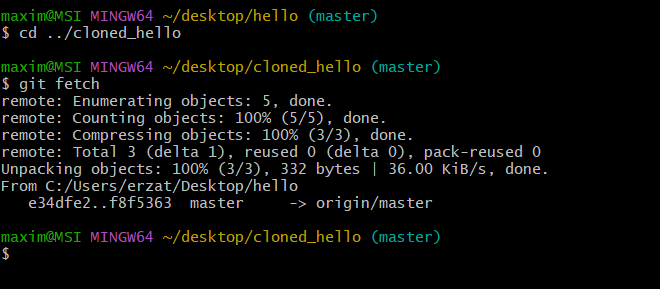 maxim@MSI MINGW64 ~/desktop/hello (master)
$ cd ../cloned_hello
maxim@MSI MINGW64 ~/desktop/cloned_hello (master)
$ git fetch
remote: Enumerating objects: 5, done.
remote: Counting objects: 100% (5/5), done.
remote: Compressing objects: 100% (3/3), done.
remote: Total 3 (delta 1), reused 0 (delta 0), pack-reused 0
Unpacking objects: 100% (3/3), 332 bytes | 36.00 KiB/s, done.
From C:/Users/erzat/Desktop/hello
   e34dfe2..f8f5363  master     -> origin/master
maxim@MSI MINGW64 ~/desktop/cloned_hello (master)
$